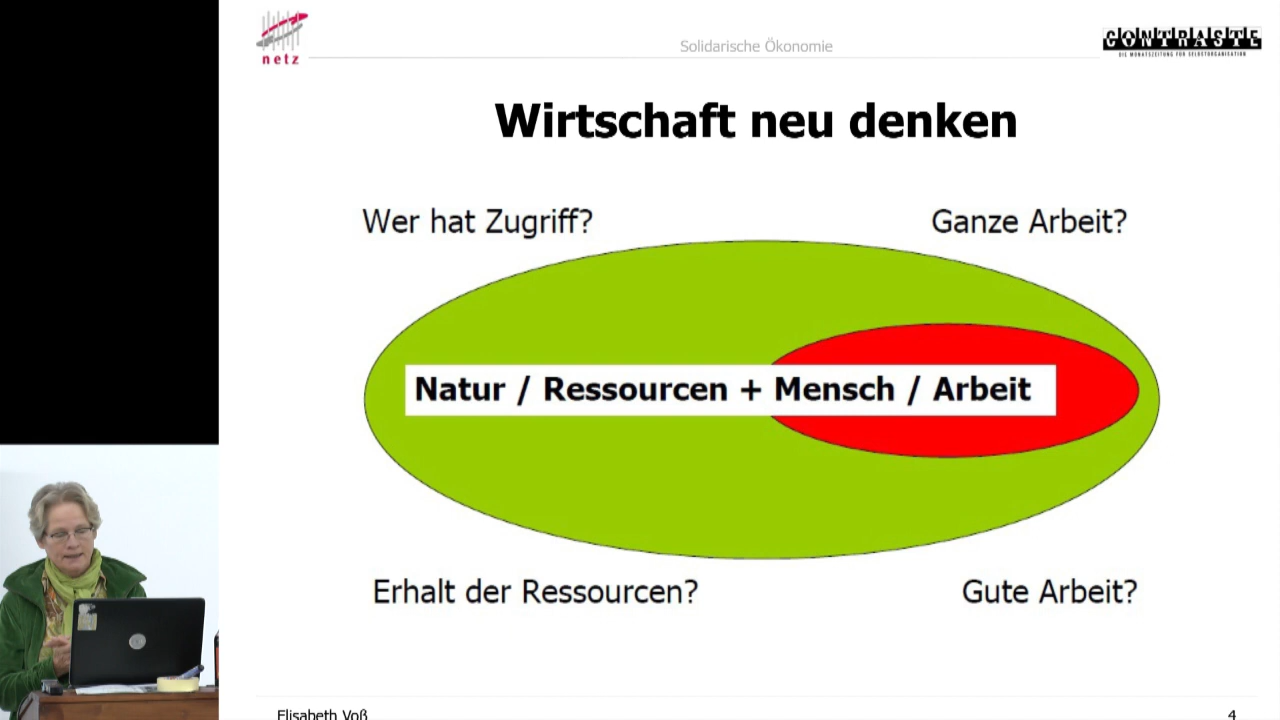 netz
Solidarische Ökonomie
CONTRASTE
DIE MONATSZEITUNG FÜR SELBSTORGANISATION
Wirtschaft neu denken
Wer hat Zugriff?
Ganze Arbeit?
Natur / Ressourcen + Mensch / Arbeit
Erhalt der Ressourcen?
Gute Arbeit?
Elisabeth Voß
4